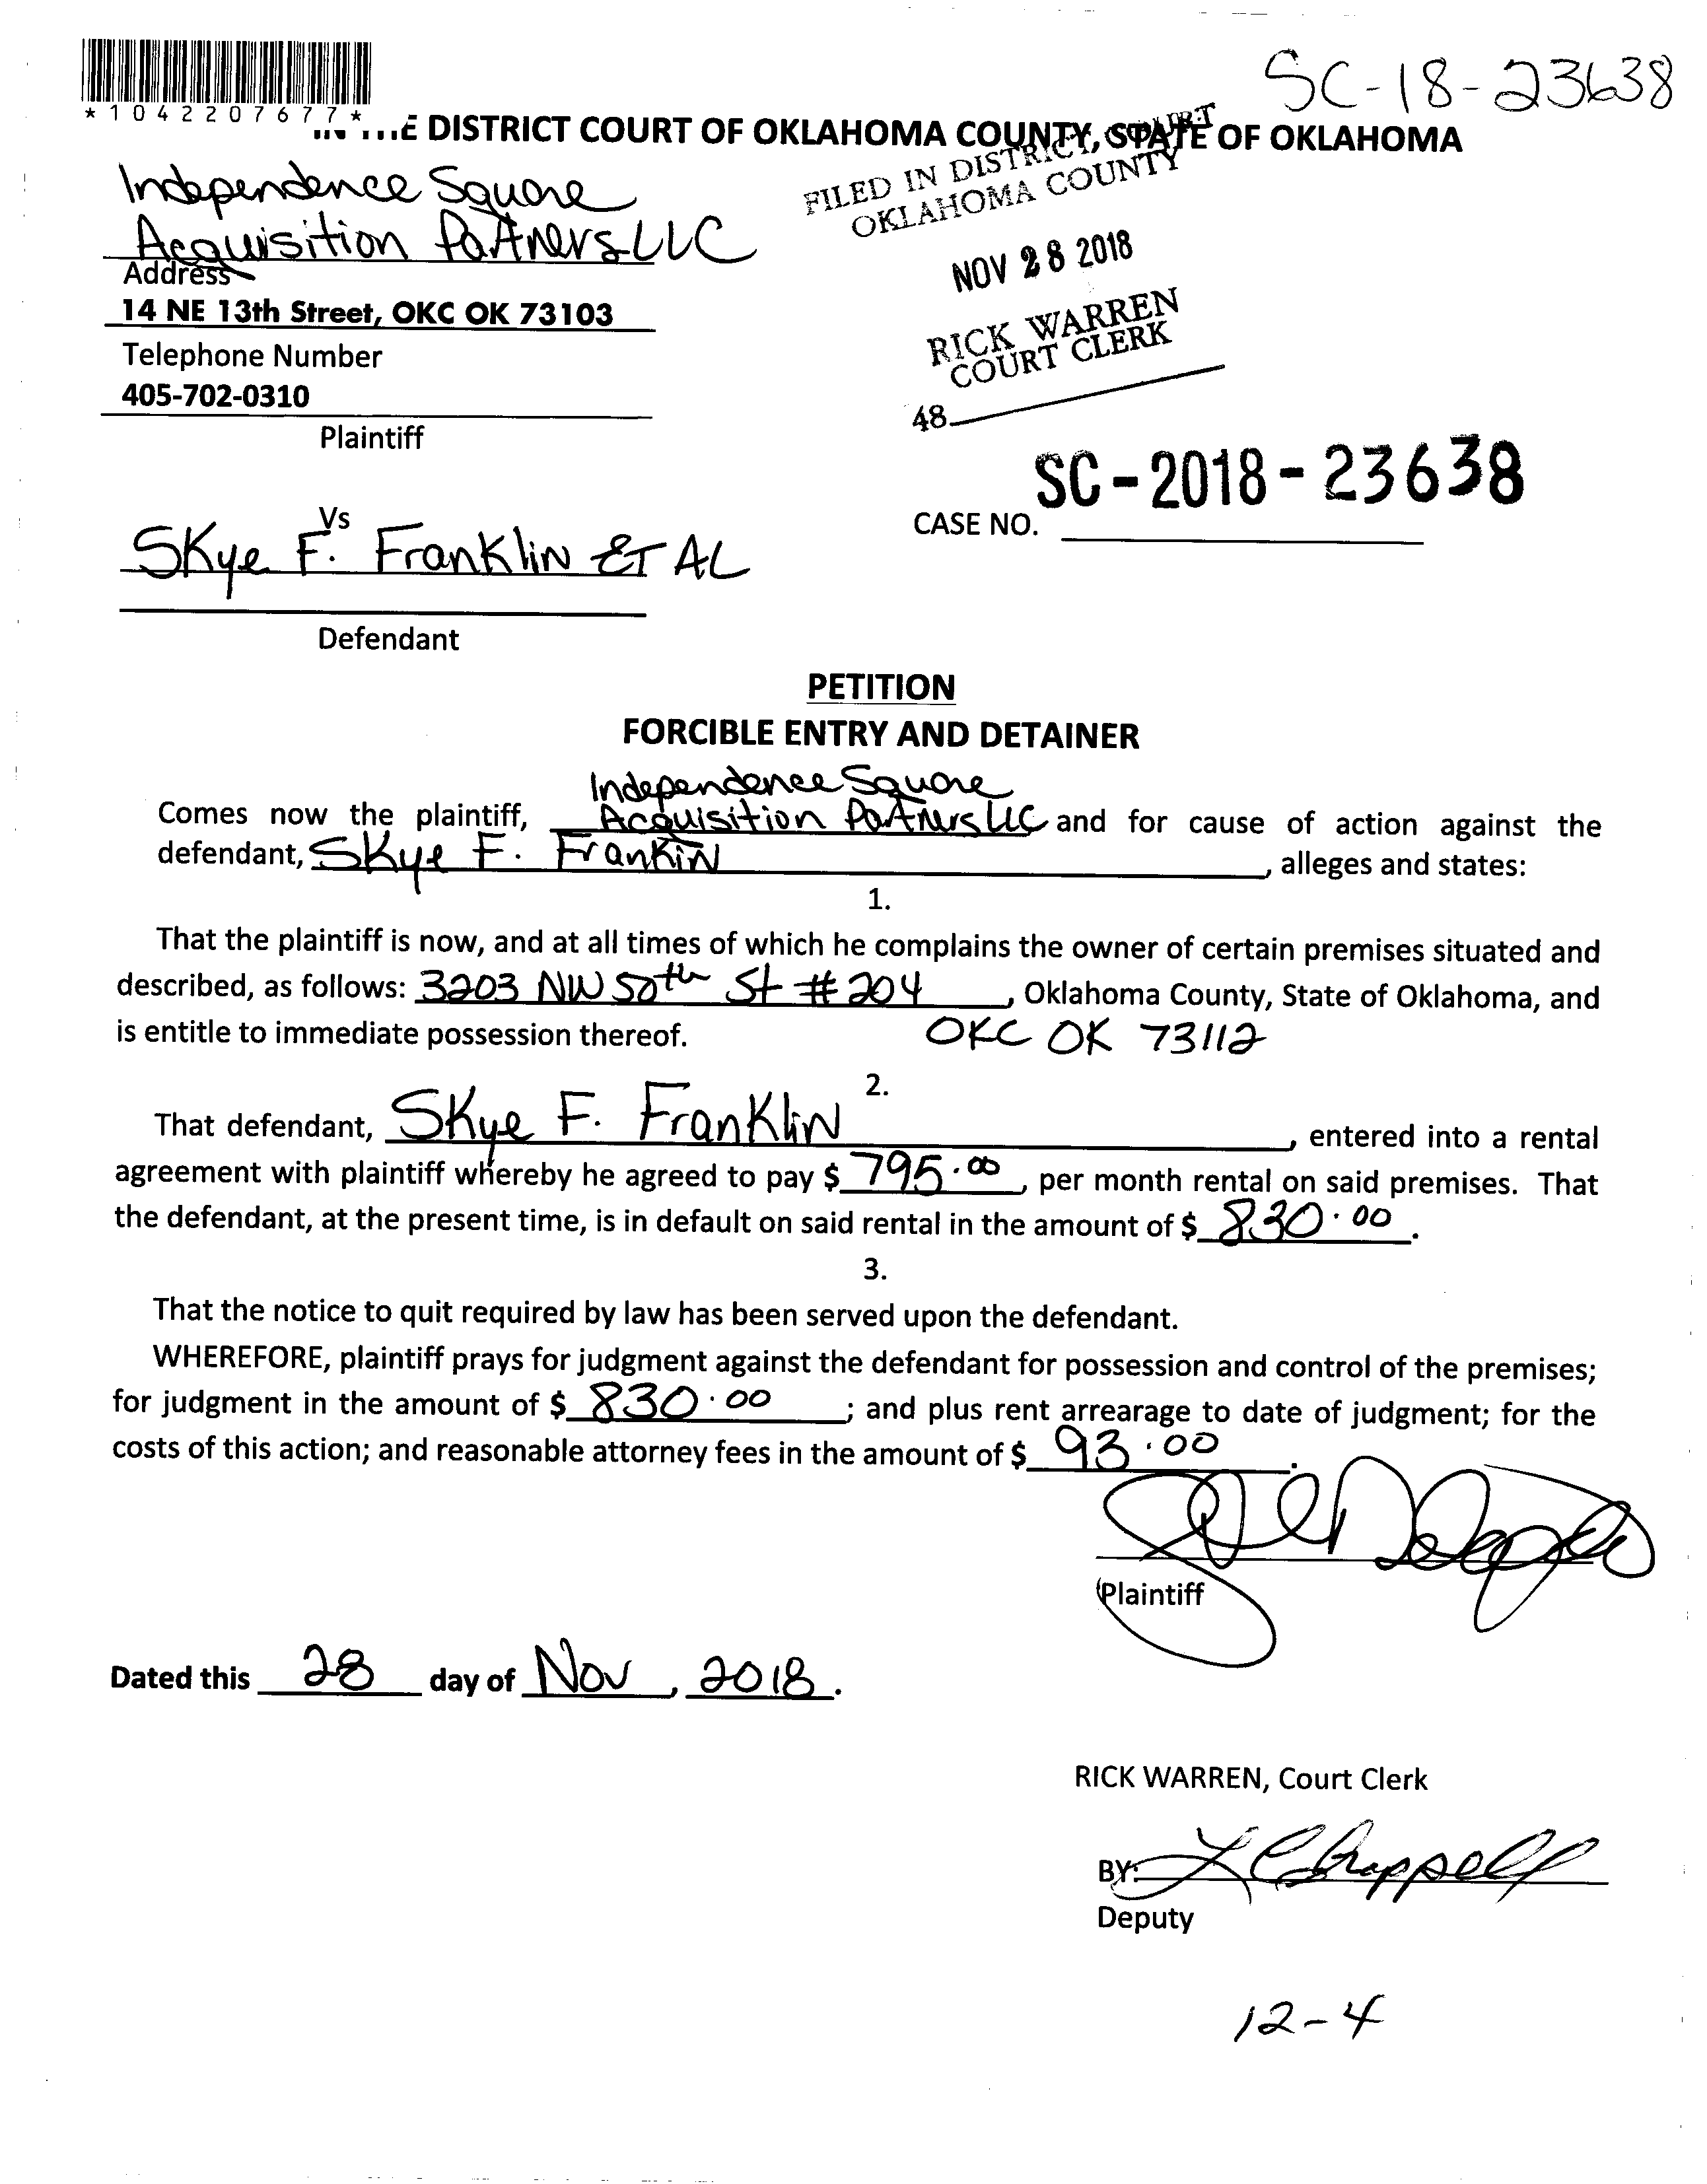 SC-18-23638
*1042207677*
DISTRICT COURT OF OKLAHOMA COUNTY, STATE OF OKLAHOMA
Independence Square
Acquisition Partners LLC
Address
14 NE 13th Street, OKC OK 73103
Telephone Number
405-702-0310
Plaintiff
FILED IN DISTRICT COURT
OKLAHOMA COUNTY
NOV 28 2018
RICK WARREN
COURT CLERK
48
SC-2018-23638
CASE NO.
Vs
Skye F. Franklin ET AL
Defendant
PETITION
FORCIBLE ENTRY AND DETAINER
Independence Square
Comes now the plaintiff, Acquisition Partners LLC and for cause of action against the
defendant, Skye F. Frankin, alleges and states:
1.
That the plaintiff is now, and at all times of which he complains the owner of certain premises situated and
described, as follows: 3203 NW 50th St #204, Oklahoma County, State of Oklahoma, and
is entitle to immediate possession thereof. OKC OK 73112
2.
That defendant, Skye F. Franklin, entered into a rental
agreement with plaintiff whereby he agreed to pay $ 795.00, per month rental on said premises. That
the defendant, at the present time, is in default on said rental in the amount of $ 830.00.
3.
That the notice to quit required by law has been served upon the defendant.
WHEREFORE, plaintiff prays for judgment against the defendant for possession and control of the premises;
for judgment in the amount of $ 830.00; and plus rent arrearage to date of judgment; for the
costs of this action; and reasonable attorney fees in the amount of $ 93.00.
Plaintiff
Dated this 28 day of Nov, 2018.
RICK WARREN, Court Clerk
BY: L Chappell
Deputy
12-4